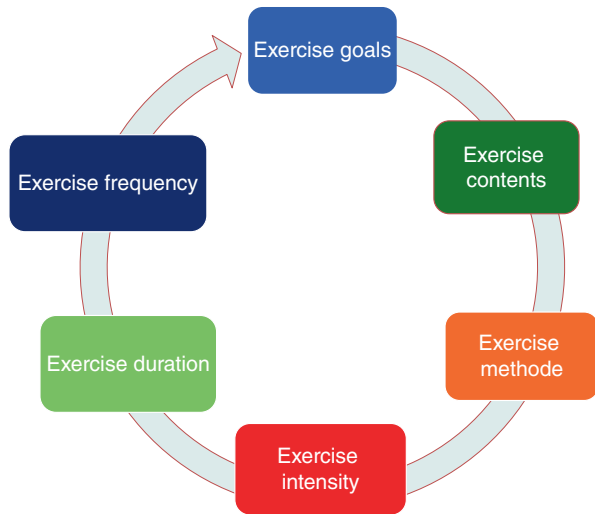 Exercise goals
Exercise
contents
Exercise
methode
Exercise
intensity
Exercise duration
Exercise frequency